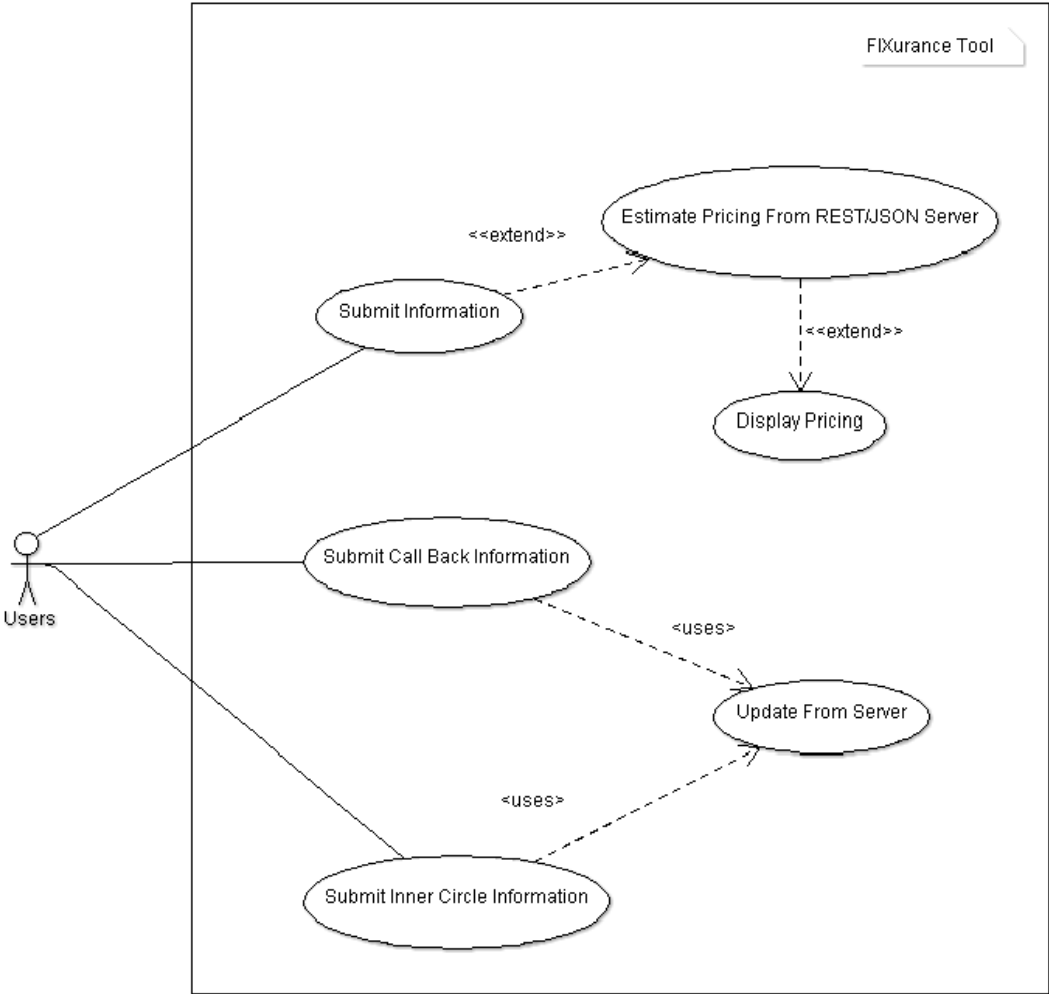 FIXurance Tool
Estimate Pricing From REST/JSON Server
<<extend>>
Submit Information
<<extend>>
Display Pricing
Submit Call Back Information
Users
<uses>
Update From Server
<uses>
Submit Inner Circle Information